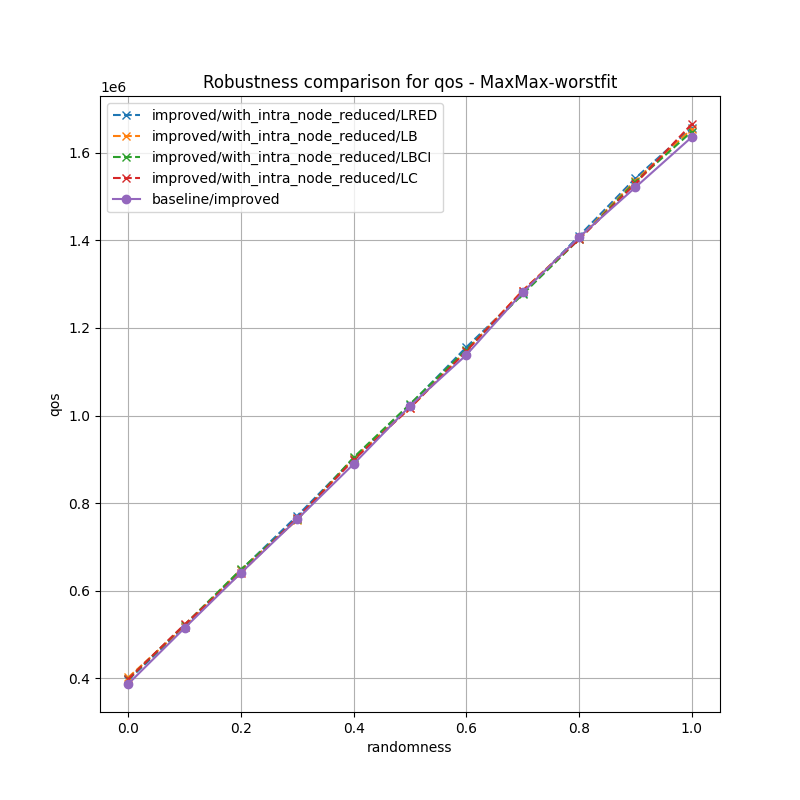 Robustness comparison for qos - MaxMax-worstfit
1e6
improved/with_intra_node_reduced/LRED
improved/with_intra_node_reduced/LB
improved/with_intra_node_reduced/LBCI
improved/with_intra_node_reduced/LC
baseline/improved
1.6
1.4
1.2
1.0
0.8
0.6
0.4
qos
0.0 0.2 0.4 0.6 0.8 1.0
randomness